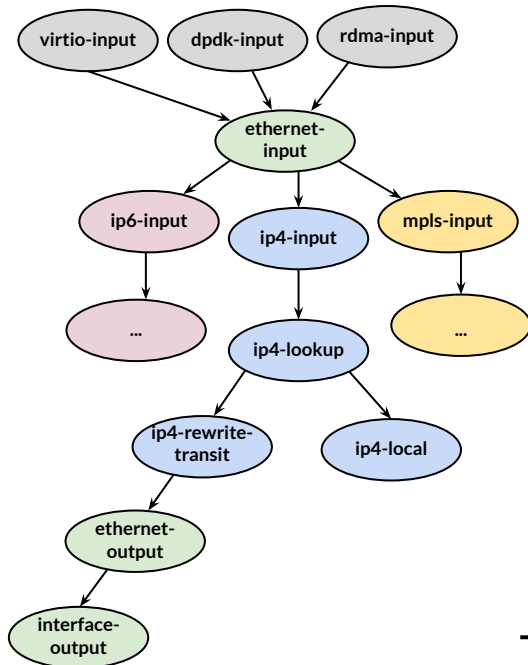 virtio-input
dpdk-input
rdma-input
ethernet-
input
ip6-input
ip4-input
mpls-input
...
...
ip4-lookup
ip4-rewrite-
transit
ip4-local
ethernet-
output
interface-
output